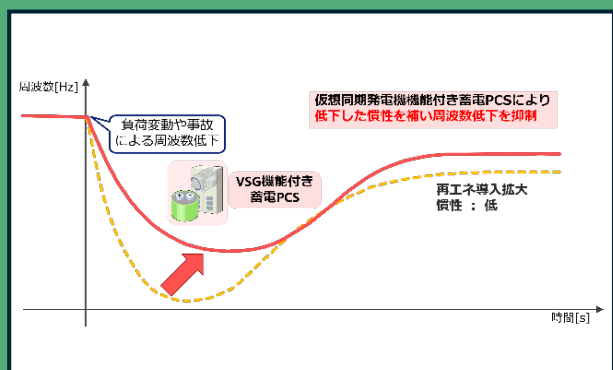 周波数[Hz]
仮想同期発電機機能付き蓄電PCSにより
低下した慣性を補い周波数低下を抑制
負荷変動や事故
による周波数低下
VSG機能付き
蓄電PCS
再エネ導入拡大
慣性 : 低
時間[s]